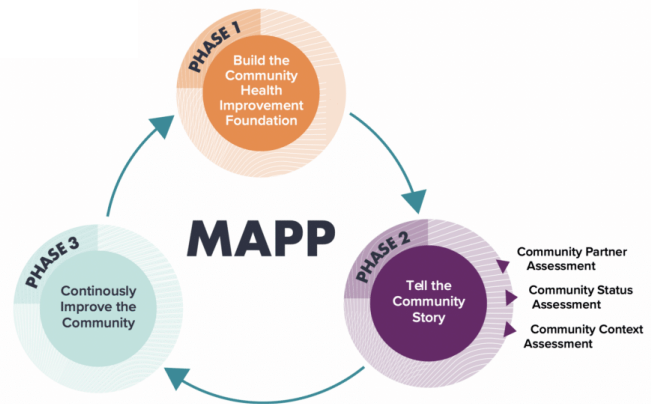 PHASE 1
Build the
Community
Health
Improvement
Foundation
MAPP
PHASE 2
Tell the
Community
Story
Community Partner
Assessment
Community Status
Assessment
Community Context
Assessment
PHASE 3
Continously
Improve the
Community